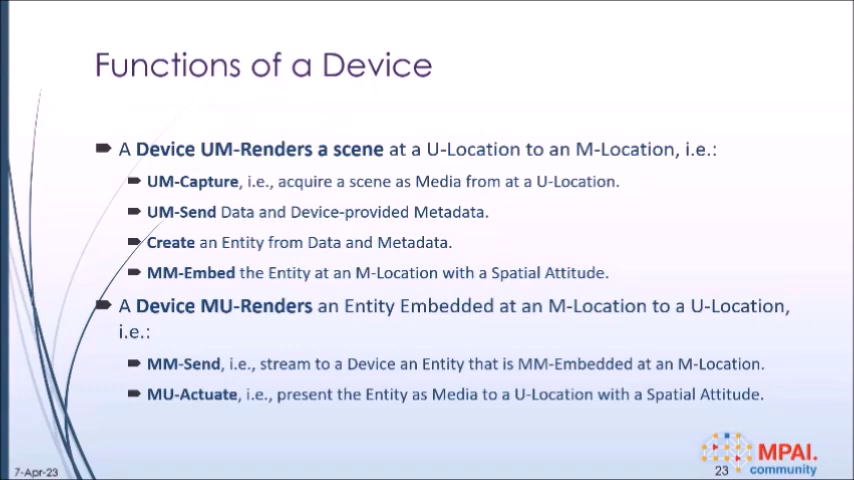 Functions of a Device
A Device UM-Renders a scene at a U-Location to an M-Location, i.e.:
UM-Capture, i.e., acquire a scene as Media from at a U-Location.
UM-Send Data and Device-provided Metadata.
Create an Entity from Data and Metadata.
MM-Embed the Entity at an M-Location with a Spatial Attitude.
A Device MU-Renders an Entity Embedded at an M-Location to a U-Location,
i.e.:
MM-Send, i.e., stream to a Device an Entity that is MM-Embedded at an M-Location.
MU-Actuate, i.e., present the Entity as Media to a U-Location with a Spatial Attitude.
7-Apr-23
23
MPAI.
community